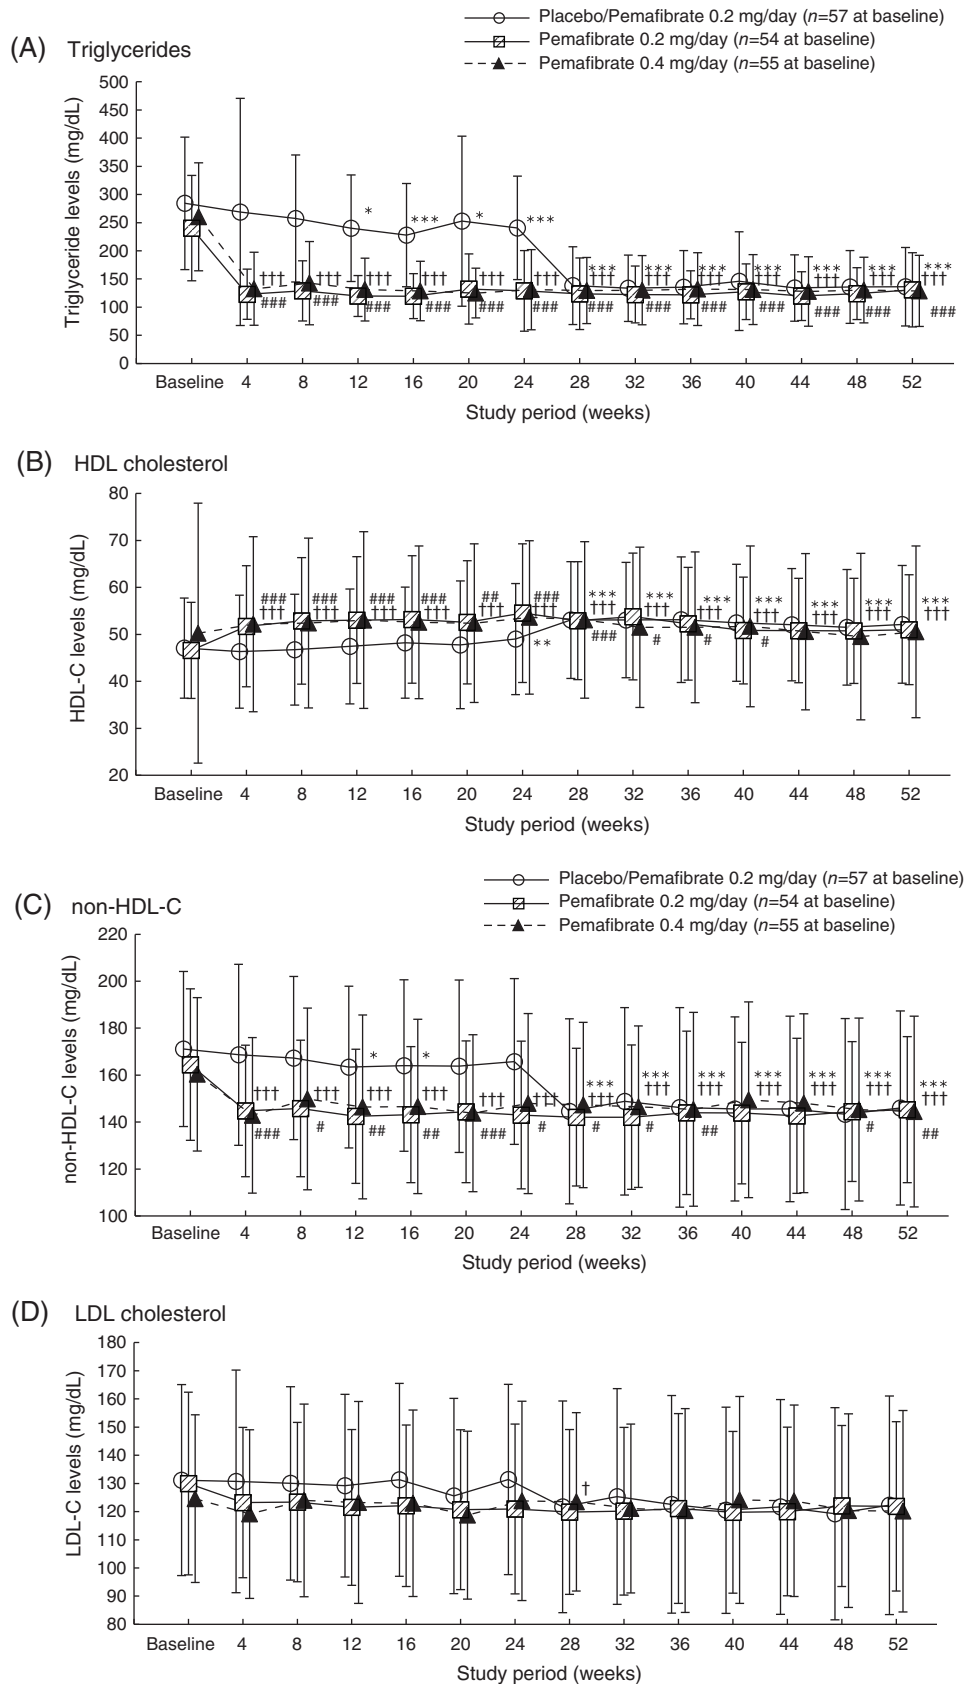 Placebo/Pemafibrate 0.2 mg/day (n=57 at baseline)
Pemafibrate 0.2 mg/day (n=54 at baseline)
Pemafibrate 0.4 mg/day (n=55 at baseline)
(A) Triglycerides
Triglyceride levels (mg/dL)
500
450
400
350
300
250
200
150
100
50
0
* *** * ***
*** *** *** *** *** *** ***
††† ††† ††† ††† ††† ††† ††† ††† ††† ††† ††† ††† †††
### ### ### ### ### ### ### ### ### ### ### ### ###
Baseline 4 8 12 16 20 24 28 32 36 40 44 48 52
Study period (weeks)
(B) HDL cholesterol
HDL-C levels (mg/dL)
80
70
60
50
40
30
20
### ### ### ### ## ### *** *** *** *** *** *** ***
††† ††† ††† ††† ††† ††† ††† ††† ††† ††† ††† ††† †††
** ### # # #
Baseline 4 8 12 16 20 24 28 32 36 40 44 48 52
Study period (weeks)
Placebo/Pemafibrate 0.2 mg/day (n=57 at baseline)
Pemafibrate 0.2 mg/day (n=54 at baseline)
Pemafibrate 0.4 mg/day (n=55 at baseline)
(C) non-HDL-C
non-HDL-C levels (mg/dL)
220
200
180
160
140
120
100
* *
*** *** *** *** *** *** ***
††† ††† ††† ††† ††† ††† ††† ††† ††† ††† ††† ††† †††
### # ## ## ### # # # ## # ##
Baseline 4 8 12 16 20 24 28 32 36 40 44 48 52
Study period (weeks)
(D) LDL cholesterol
LDL-C levels (mg/dL)
180
170
160
150
140
130
120
110
100
90
80
†
Baseline 4 8 12 16 20 24 28 32 36 40 44 48 52
Study period (weeks)